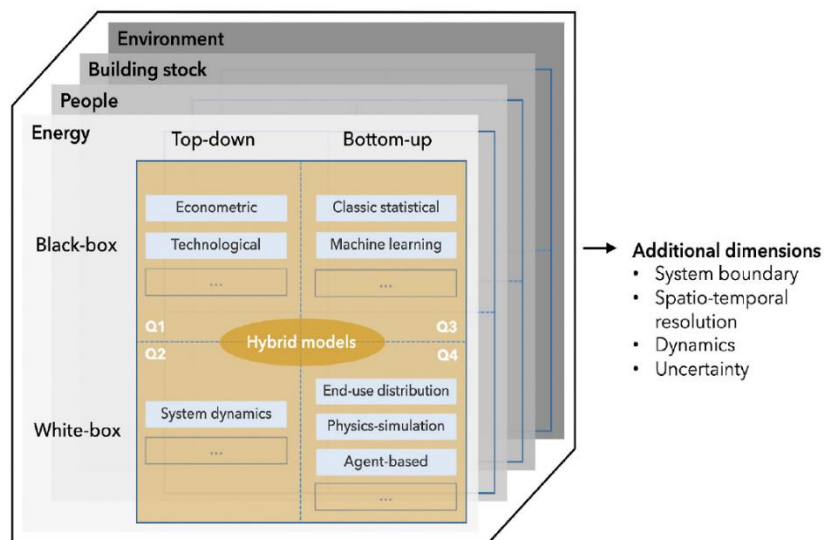 Environment
Building stock
People
Energy
Top-down
Bottom-up
Black-box
Econometric
Classic statistical
Technological
Machine learning
...
...
Q1
Q3
Hybrid models
Q2
Q4
White-box
System dynamics
...
End-use distribution
Physics-simulation
Agent-based
...
Additional dimensions
• System boundary
• Spatio-temporal
resolution
• Dynamics
• Uncertainty